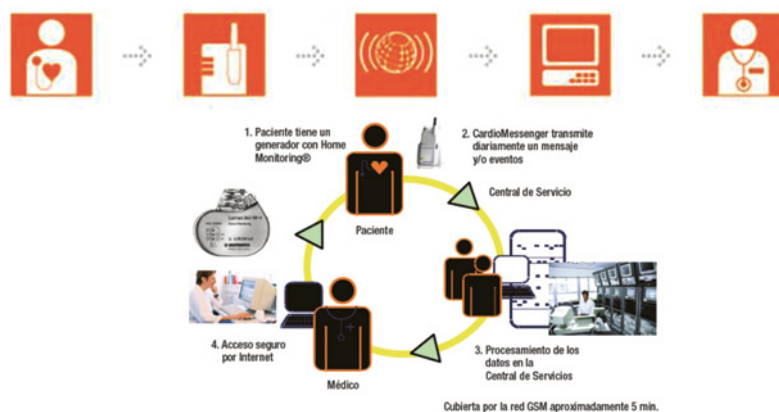 1. Paciente tiene un
generador con Home
Monitoring®
2. CardioMessenger transmite
diariamente un mensaje
y/o eventos
Central de Servicio
Paciente
4. Acceso seguro
por Internet
Médico
3. Procesamiento de los
datos en la
Central de Servicios
Cubierta por la red GSM aproximadamente 5 min.